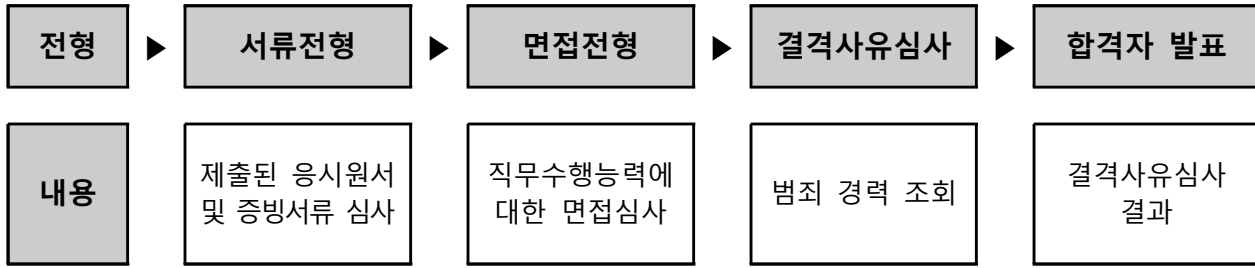 전형 ▶ 서류전형 ▶ 면접전형 ▶ 결격사유심사 ▶ 합격자 발표
내용
제출된 응시원서
및 증빙서류 심사
직무수행능력에
대한 면접심사
범죄 경력 조회
결격사유심사
결과